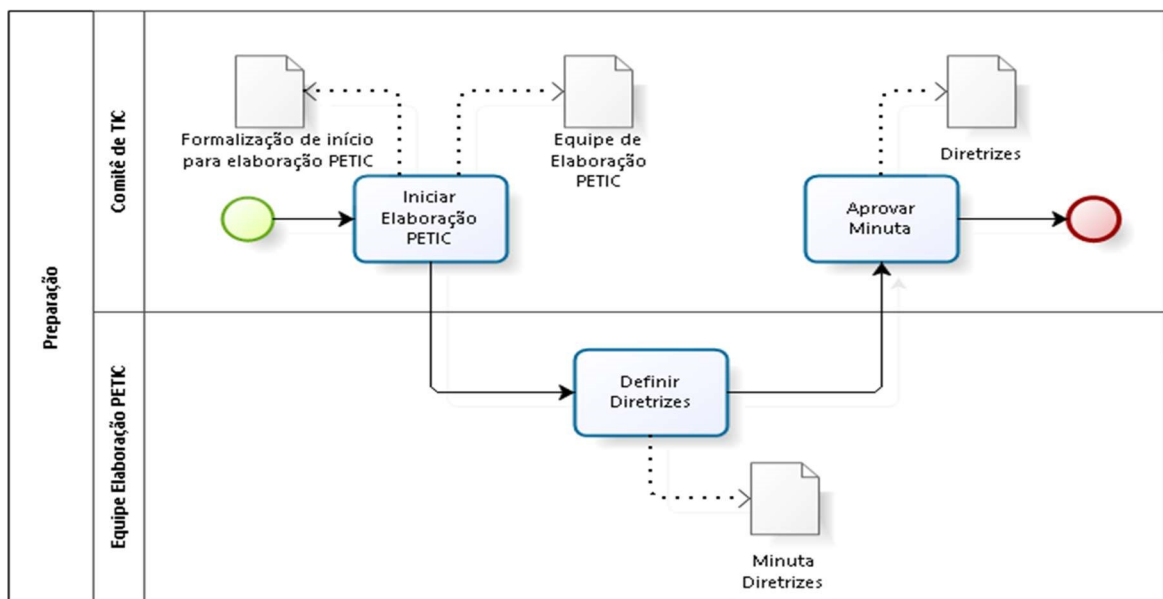 Preparação
Comitê de TIC
Formalização de início
para elaboração PETIC
Equipe de
Elaboração
PETIC
Diretrizes
Iniciar
Elaboração
PETIC
Aprovar
Minuta
Equipe Elaboração PETIC
Definir
Diretrizes
Minuta
Diretrizes